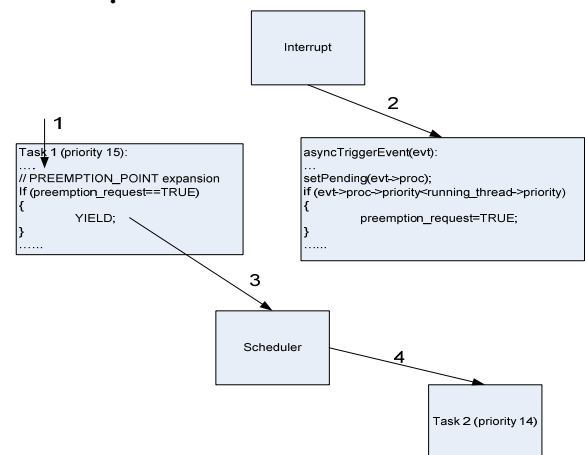 Interrupt
1
2
Task 1 (priority 15):
....
// PREEMPTION_POINT expansion
If (preemption_request==TRUE)
{
YIELD;
}
......
asyncTriggerEvent(evt):
...
setPending(evt->proc);
if (evt->proc->priority<running_thread->priority)
{
preemption_request=TRUE;
}
......
3
Scheduler
4
Task 2 (priority 14)